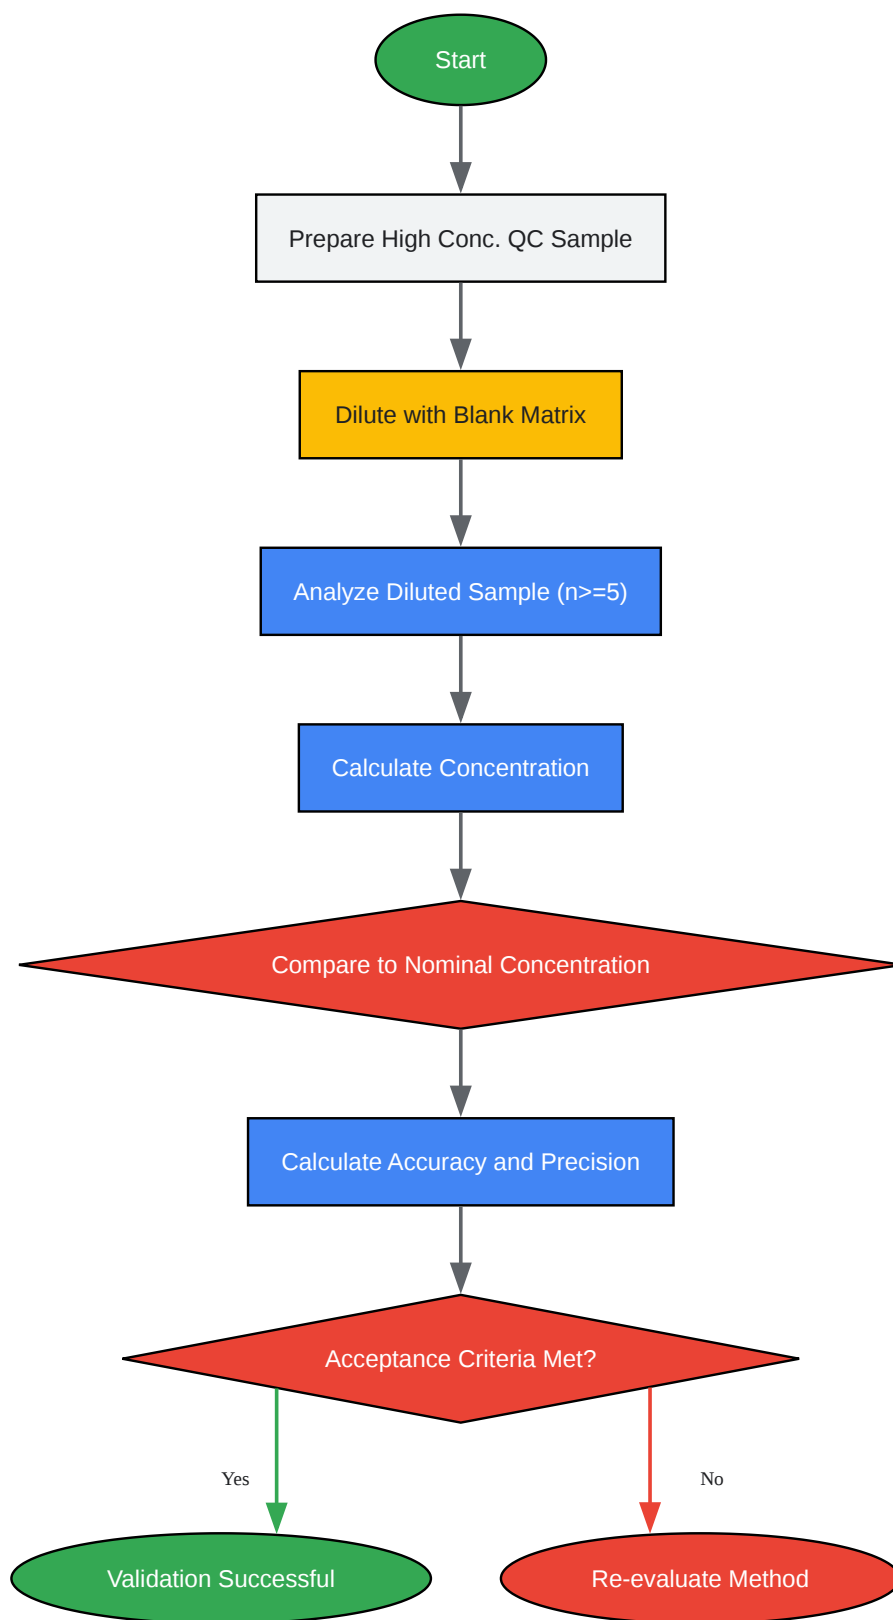 Start
Prepare High Conc. QC Sample
Dilute with Blank Matrix
Analyze Diluted Sample (n>=5)
Calculate Concentration
Compare to Nominal Concentration
Calculate Accuracy and Precision
Acceptance Criteria Met?
Yes
No
Validation Successful
Re-evaluate Method